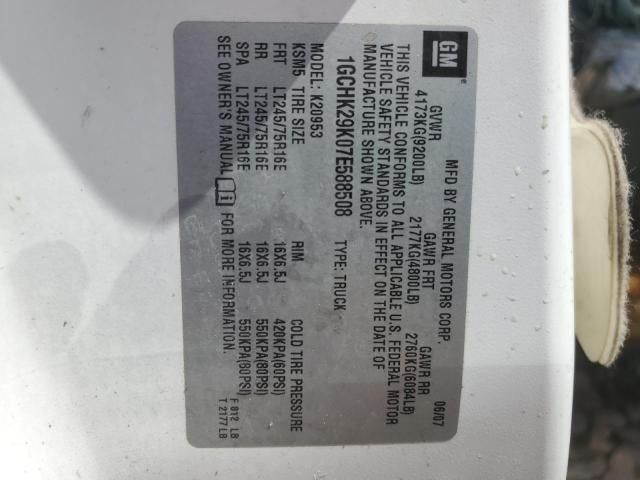 GM
MFD BY GENERAL MOTORS CORP. 06/07
GVWR GAWR FRT GAWR RR
4173KG(9200LB) 2177KG(4800LB) 2760KG(6084LB)
THIS VEHICLE CONFORMS TO ALL APPLICABLE U.S. FEDERAL MOTOR
VEHICLE SAFETY STANDARDS IN EFFECT ON THE DATE OF
MANUFACTURE SHOWN ABOVE.
1GCHK29K07E588508 TYPE: TRUCK
MODEL: K20953
KSM5 TIRE SIZE RIM COLD TIRE PRESSURE
FRT LT245/75R16E 16X6.5J 420KPA(60PSI)
RR LT245/75R16E 16X6.5J 550KPA(80PSI)
SPA LT245/75R16E 16X6.5J 550KPA(80PSI)
SEE OWNER'S MANUAL FOR MORE INFORMATION.
F 812 LB
T 2177 LB